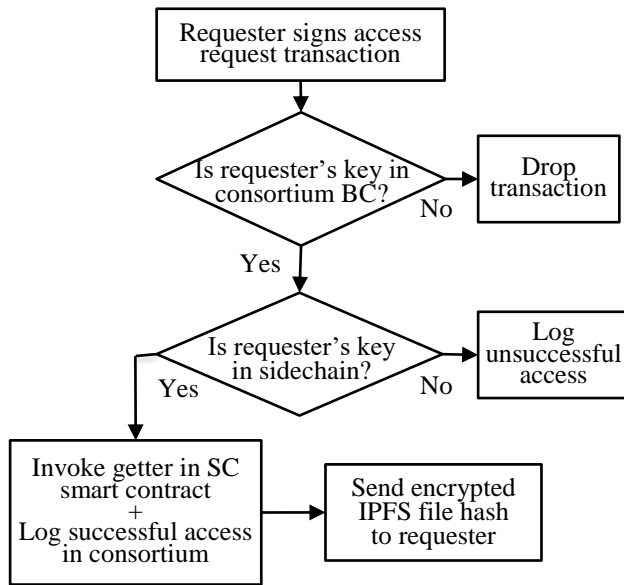 Requester signs access
request transaction
Is requester's key in
consortium BC?
Drop
transaction
No
Yes
Is requester's key
in sidechain?
Log
unsuccessful
access
Yes
No
Invoke getter in SC
smart contract
+
Log successful access
in consortium
Send encrypted
IPFS file hash
to requester